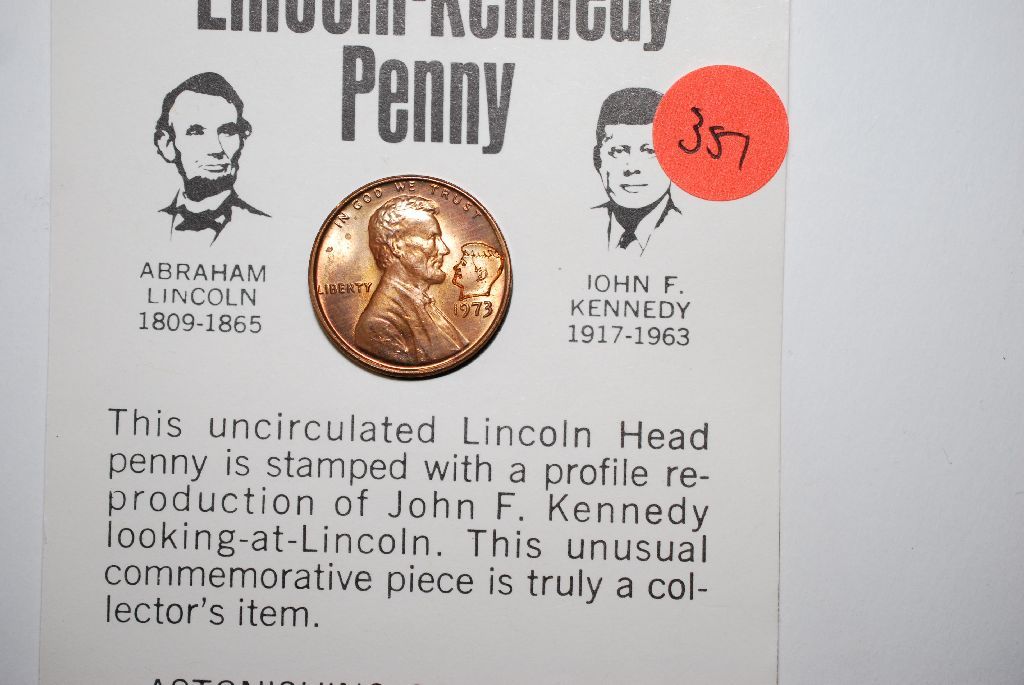 Lincoln-Kennedy
Penny
357
IN GOD WE TRUST
LIBERTY
1973
ABRAHAM
LINCOLN
1809-1865
JOHN F.
KENNEDY
1917-1963
This uncirculated Lincoln Head
penny is stamped with a profile re-
production of John F. Kennedy
looking-at-Lincoln. This unusual
commemorative piece is truly a col-
lector's item.